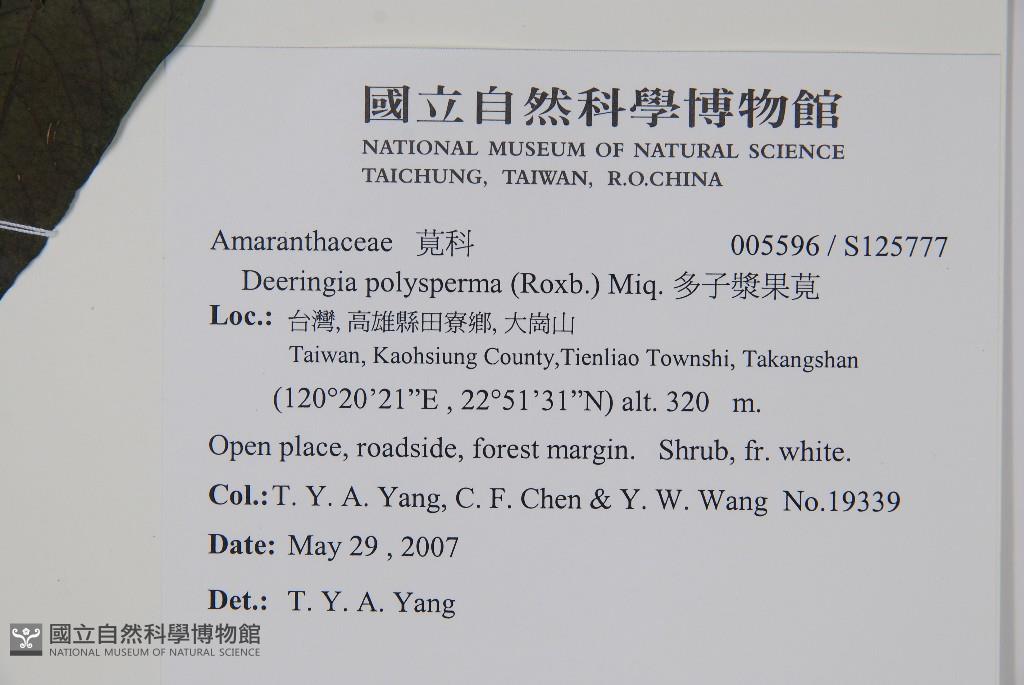 國立自然科學博物館
NATIONAL MUSEUM OF NATURAL SCIENCE
TAICHUNG, TAIWAN, R.O.CHINA
Amaranthaceae 莧科 005596 / S125777
Deeringia polysperma (Roxb.) Miq. 多子漿果莧
Loc.: 台灣, 高雄縣田寮鄉, 大崗山
Taiwan, Kaohsiung County,Tienliao Townshi, Takangshan
(120°20’21”E , 22°51’31”N) alt. 320 m.
Open place, roadside, forest margin. Shrub, fr. white.
Col.: T. Y. A. Yang, C. F. Chen & Y. W. Wang No.19339
Date: May 29 , 2007
Det.: T. Y. A. Yang
國立自然科學博物館
NATIONAL MUSEUM OF NATURAL SCIENCE